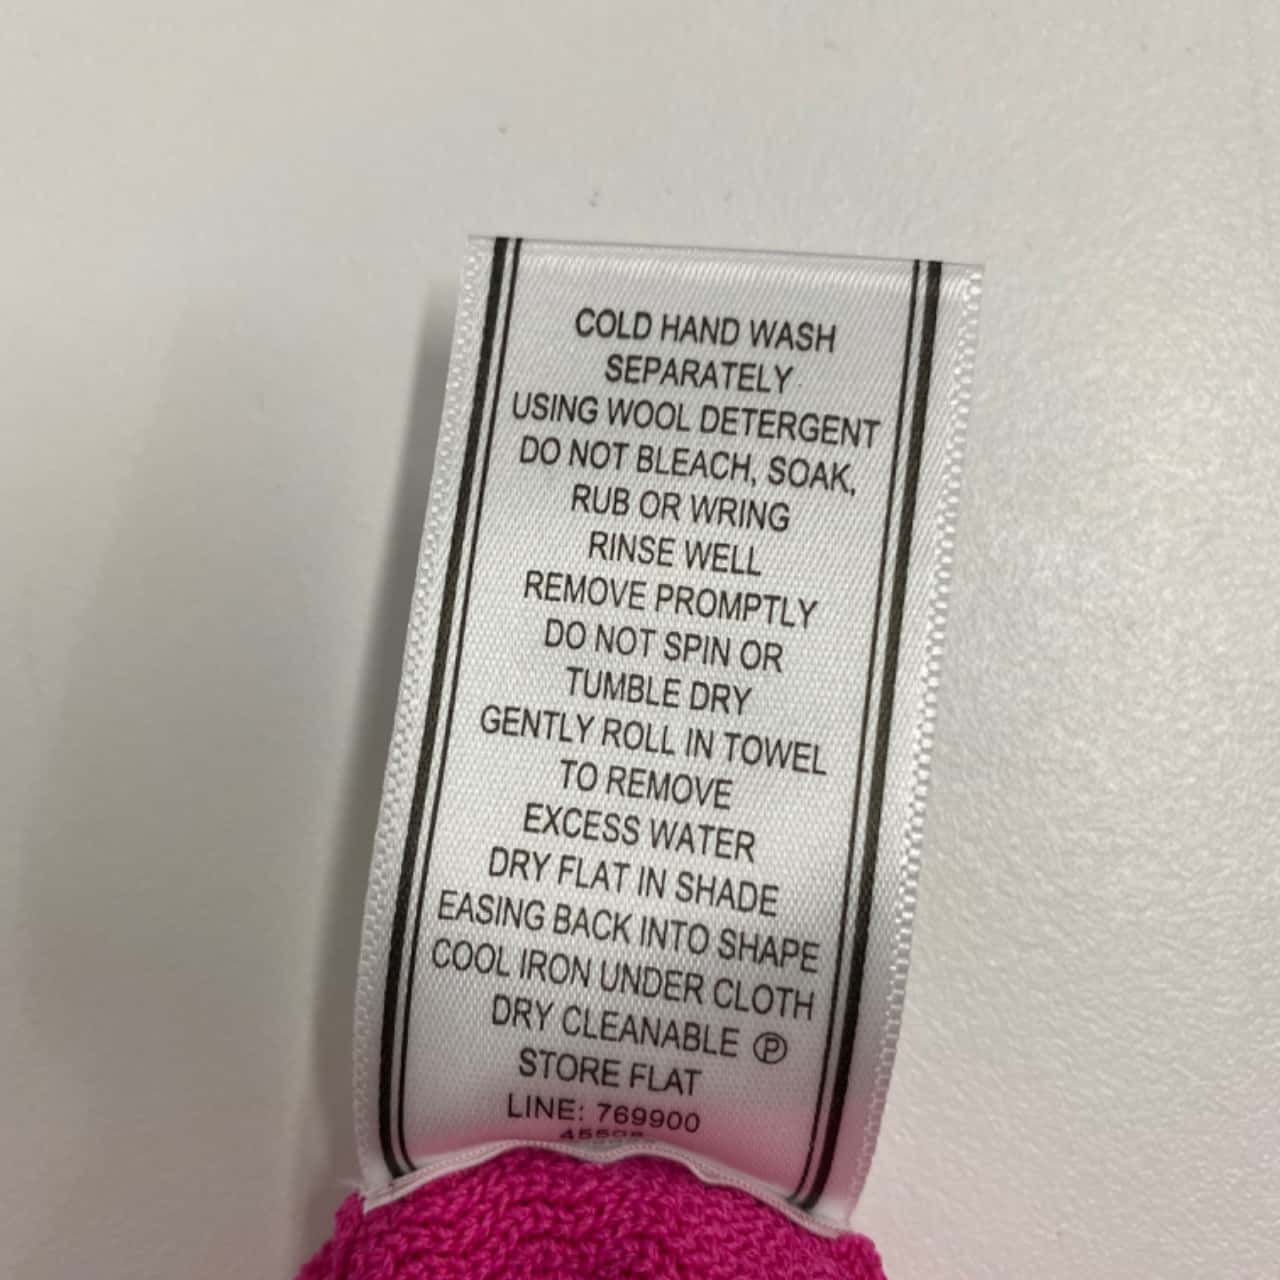 COLD HAND WASH
SEPARATELY
USING WOOL DETERGENT
DO NOT BLEACH, SOAK,
RUB OR WRING
RINSE WELL
REMOVE PROMPTLY
DO NOT SPIN OR
TUMBLE DRY
GENTLY ROLL IN TOWEL
TO REMOVE
EXCESS WATER
DRY FLAT IN SHADE
EASING BACK INTO SHAPE
COOL IRON UNDER CLOTH
DRY CLEANABLE Ⓟ
STORE FLAT
LINE: 769900